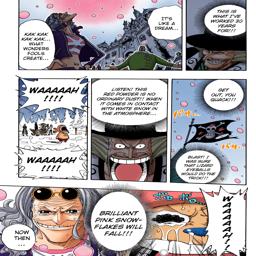 THIS IS
WHAT I'VE
WORKED 30
YEARS
FOR!!!
IT'S
LIKE A
DREAM...
KAK KAK
KAK KAK...
WHAT
WONDERS
FOOLS
CREATE...
GET
OUT, YOU
QUACK!!!
BLAST! I
WAS SURE
THAT LIZARD
EYEBALLS
WOULD DO THE
TRICK!!!
LISTEN! THIS
RED POWDER IS NO
ORDINARY DUST!! WHEN
IT COMES IN CONTACT
WITH WHITE SNOW IN
THE ATMOSPHERE...
WAAAAAH
!!!!
WAAAAAH
!!!!
WAAAAH
!!!!
BRILLIANT
PINK SNOW-
FLAKES WILL
FALL!!!
NOW
THEN...